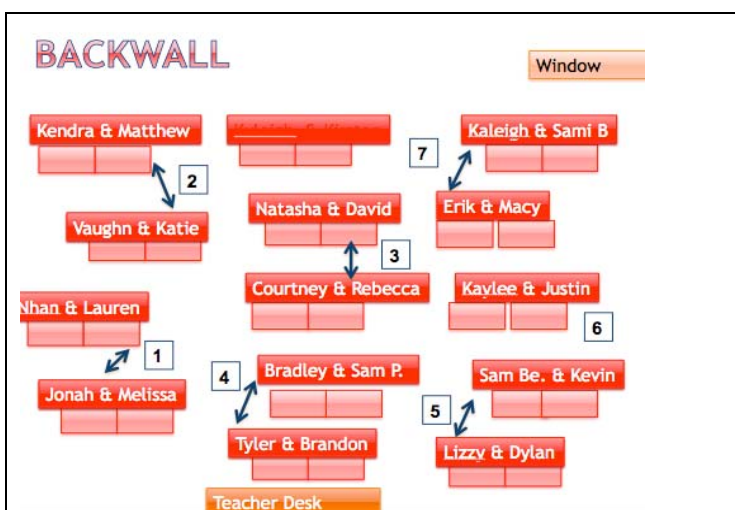 BACKWALL
Window
Kendra & Matthew
Kaleigh & Sami B
7
2
Natasha & David
Erik & Macy
Vaughn & Katie
3
Nhan & Lauren
Courtney & Rebecca
Kaylee & Justin
6
1
Bradley & Sam P.
Sam Be. & Kevin
4
Jonah & Melissa
5
Tyler & Brandon
Lizzy & Dylan
Teacher Desk